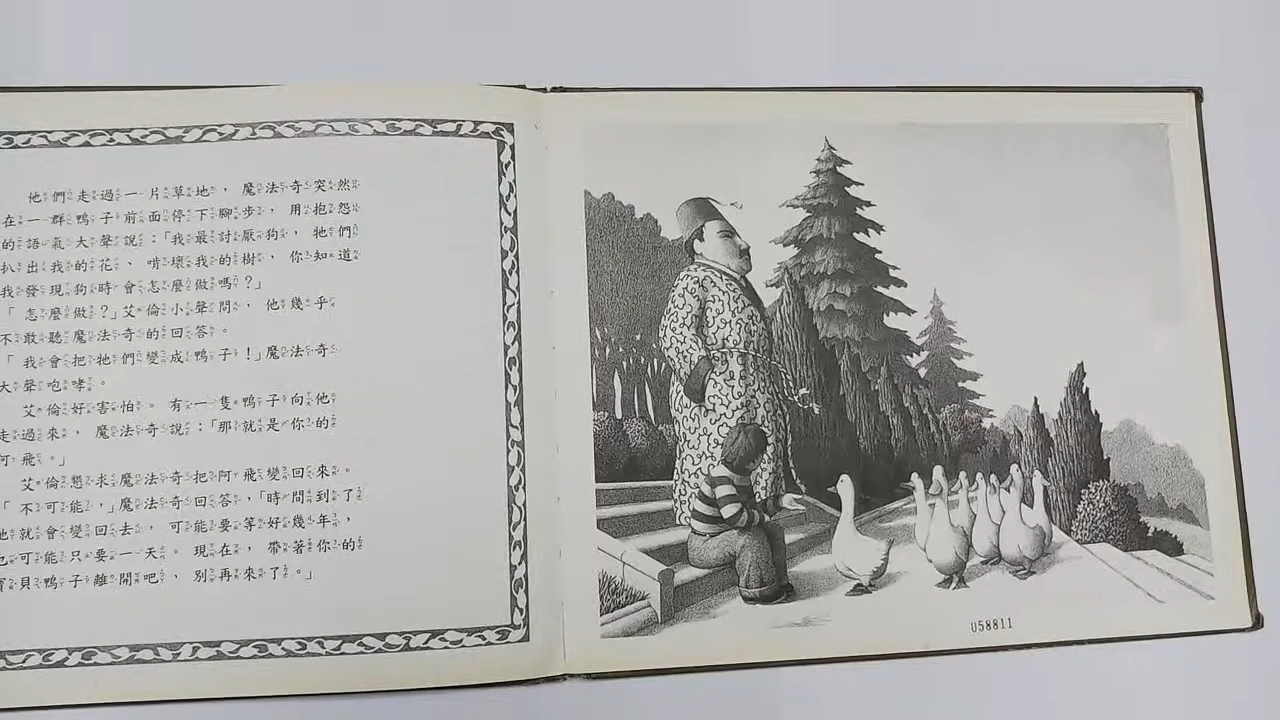 他們走過一片草地，魔法奇突然
在一群鴨子前面停下腳步，用抱怨
的語氣大聲說：「我最討厭狗，牠們
扒出我的花、啃壞我的樹，你知道
我發現狗時會怎麼做嗎？」
「怎麼做？」艾倫小聲問，他幾乎
不敢聽魔法奇的回答。
「我會把牠們變成鴨子！」魔法奇
大聲咆哮。
艾倫好害怕。有一隻鴨子向他
走過來，魔法奇說：「那就是你的
阿飛。」
艾倫懇求魔法奇把阿飛變回來。
「不可能，」魔法奇回答，「時間到了
他就會變回去，可能要等好幾年，
也可能只要一天。現在，帶著你的
寶貝鴨子離開吧，別再來了。」
058811